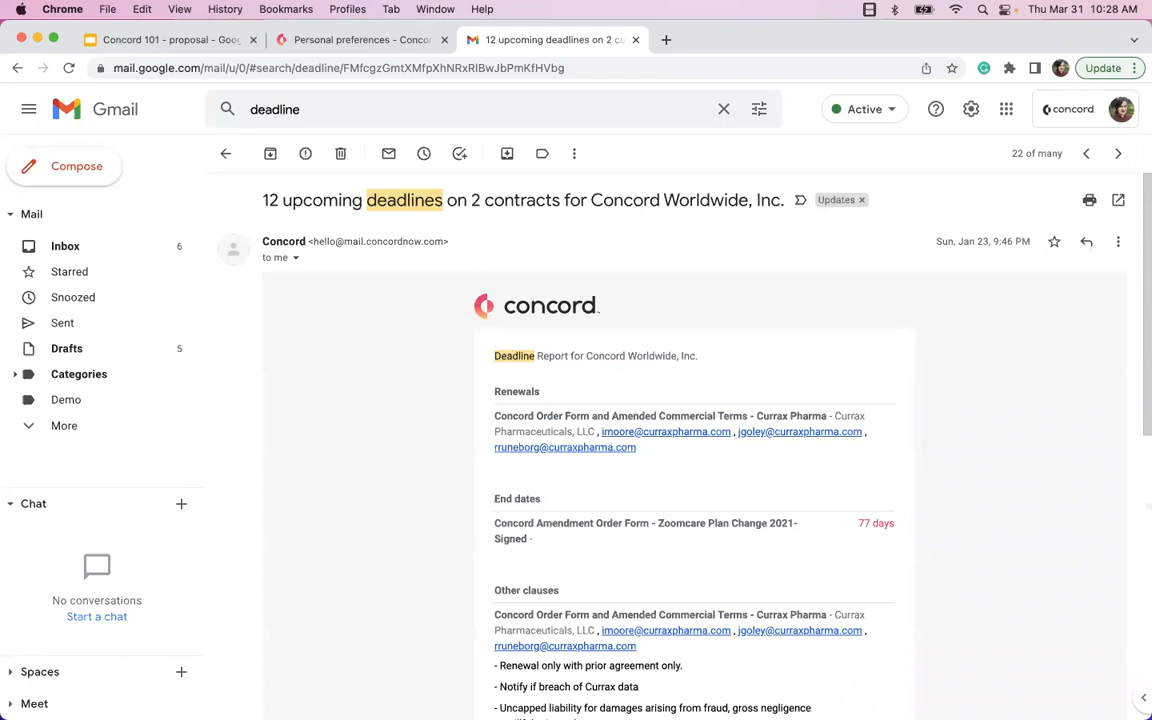 Chrome File Edit View History Bookmarks Profiles Tab Window Help Thu Mar 31 10:28 AM
Concord 101 - proposal - Goo Personal preferences - Concor 12 upcoming deadlines on 2 co
mail.google.com/mail/u/0/#search/deadline/FMfcgzGmtXMfpXhNRxRlBwJbPmKfHVbg Update
Gmail deadline Active concord
Compose 22 of many
12 upcoming deadlines on 2 contracts for Concord Worldwide, Inc. Updates
Mail
Concord <hello@mail.concordnow.com> Sun, Jan 23, 9:46 PM
to me
Inbox 6
Starred
Snoozed
Sent
Drafts 5
Categories
Demo
More
concord
Deadline Report for Concord Worldwide, Inc.
Renewals
Concord Order Form and Amended Commercial Terms - Currax Pharma - Currax
Pharmaceuticals, LLC , imoore@curraxpharma.com , jgoley@curraxpharma.com ,
rruneborg@curraxpharma.com
End dates
Concord Amendment Order Form - Zoomcare Plan Change 2021- 77 days
Signed -
Other clauses
Concord Order Form and Amended Commercial Terms - Currax Pharma - Currax
Pharmaceuticals, LLC , imoore@curraxpharma.com , jgoley@curraxpharma.com ,
rruneborg@curraxpharma.com
- Renewal only with prior agreement only.
- Notify if breach of Currax data
- Uncapped liability for damages arising from fraud, gross negligence
Chat
No conversations
Start a chat
Spaces
Meet